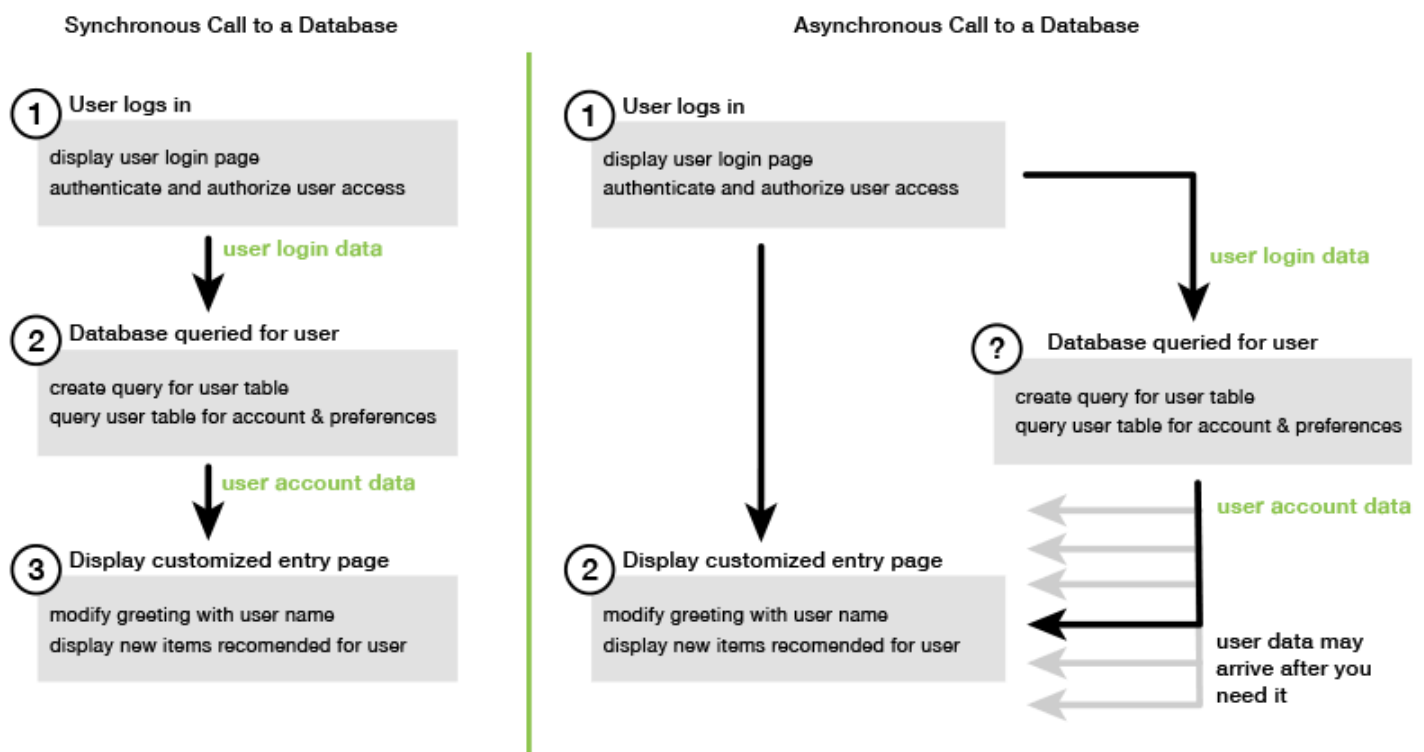 Synchronous Call to a Database
1
User logs in
display user login page
authenticate and authorize user access
user login data
2
Database queried for user
create query for user table
query user table for account & preferences
user account data
3
Display customized entry page
modify greeting with user name
display new items recomended for user
Asynchronous Call to a Database
1
User logs in
display user login page
authenticate and authorize user access
user login data
?
Database queried for user
create query for user table
query user table for account & preferences
user account data
2
Display customized entry page
modify greeting with user name
display new items recomended for user
user data may
arrive after you
need it